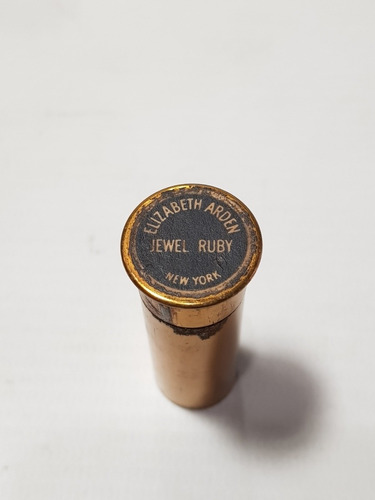 ELIZABETH ARDEN
JEWEL RUBY
NEW YORK